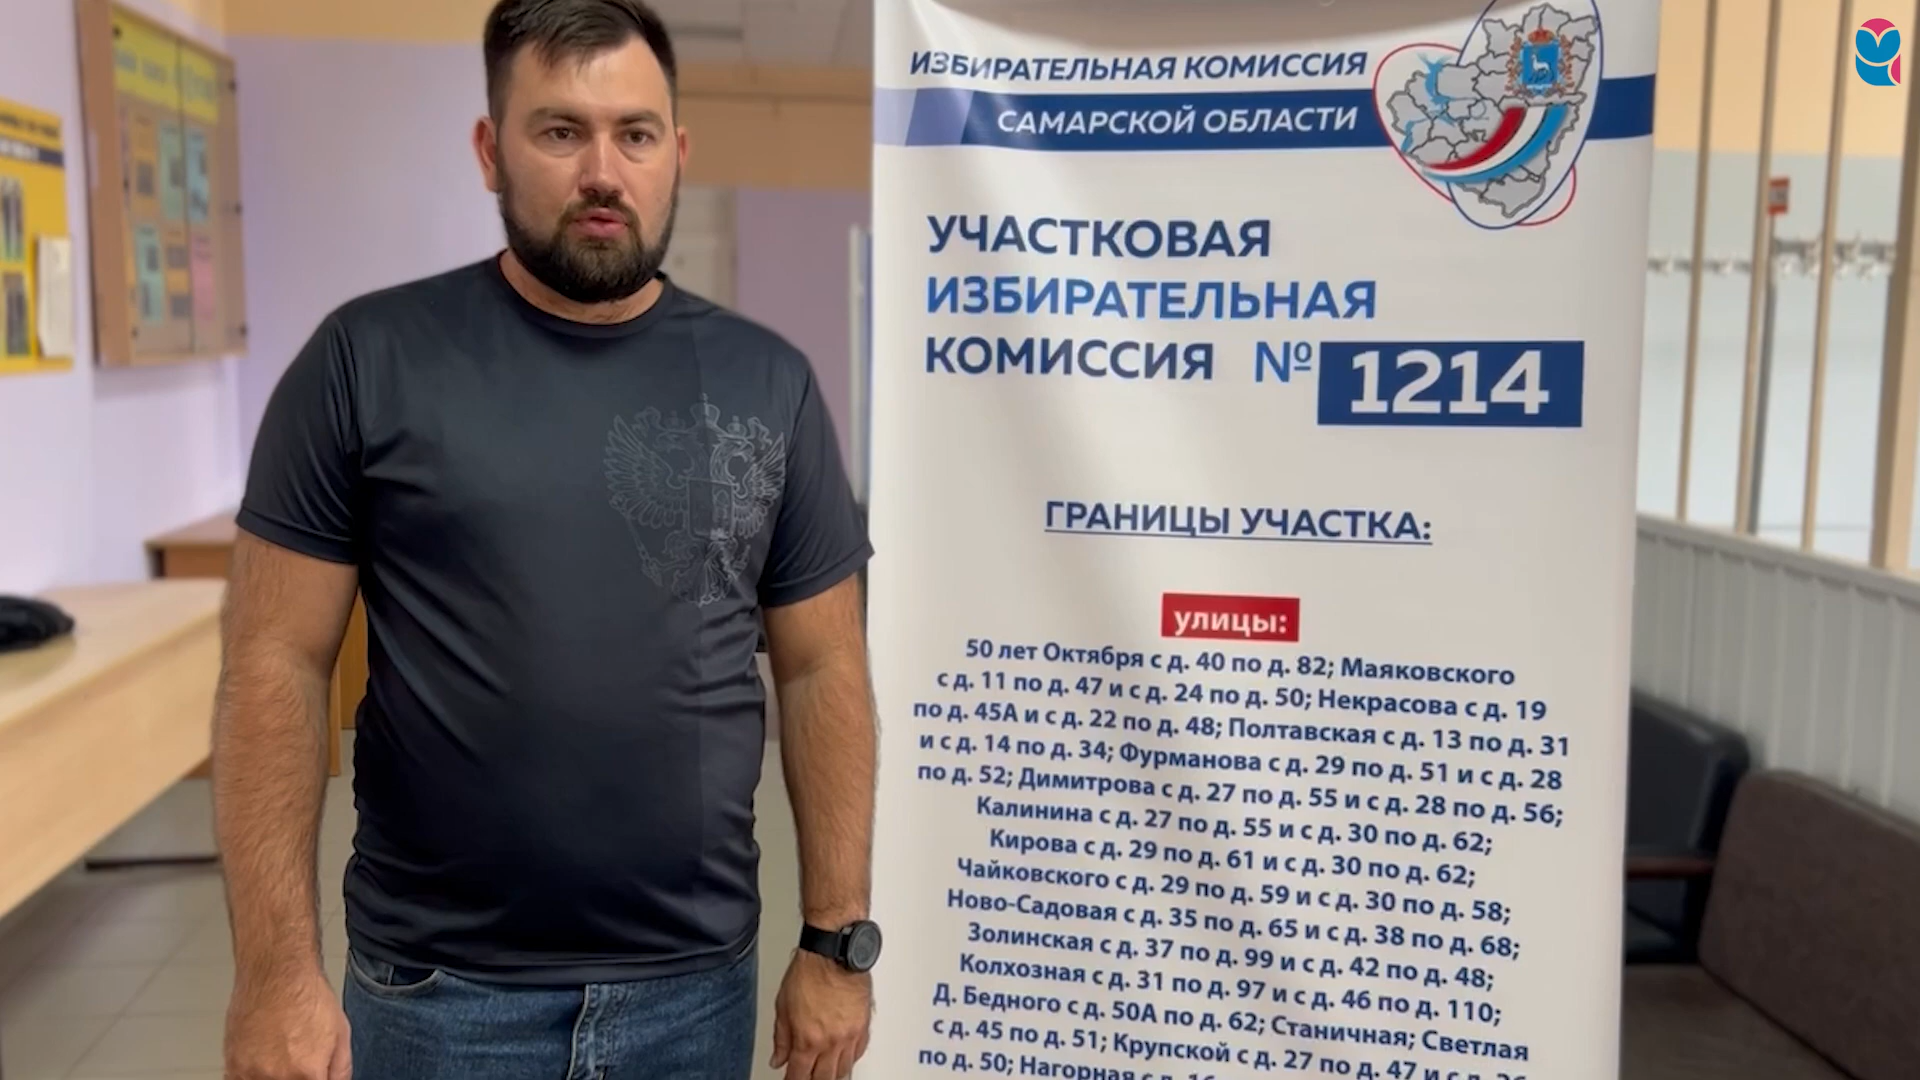 ИЗБИРАТЕЛЬНАЯ КОМИССИЯ
САМАРСКОЙ ОБЛАСТИ
УЧАСТКОВАЯ
ИЗБИРАТЕЛЬНАЯ
КОМИССИЯ № 1214
ГРАНИЦЫ УЧАСТКА:
улицы:
50 лет Октября с д. 40 по д. 82; Маяковского
с д. 11 по д. 47 и с д. 24 по д. 50; Некрасова с д. 19
по д. 45А и с д. 22 по д. 48; Полтавская с д. 13 по д. 31
и с д. 14 по д. 34; Фурманова с д. 29 по д. 51 и с д. 28
по д. 52; Димитрова с д. 27 по д. 55 и с д. 28 по д. 56;
Калинина с д. 27 по д. 55 и с д. 30 по д. 62;
Кирова с д. 29 по д. 61 и с д. 30 по д. 62;
Чайковского с д. 29 по д. 59 и с д. 30 по д. 58;
Ново-Садовая с д. 35 по д. 65 и с д. 38 по д. 68;
Золинская с д. 37 по д. 99 и с д. 42 по д. 48;
Колхозная с д. 31 по д. 97 и с д. 46 по д. 110;
Д. Бедного с д. 50А по д. 62; Станичная; Светлая
с д. 45 по д. 51; Крупской с д. 27 по д. 47 и с д.
по д. 50; Нагорная с д.